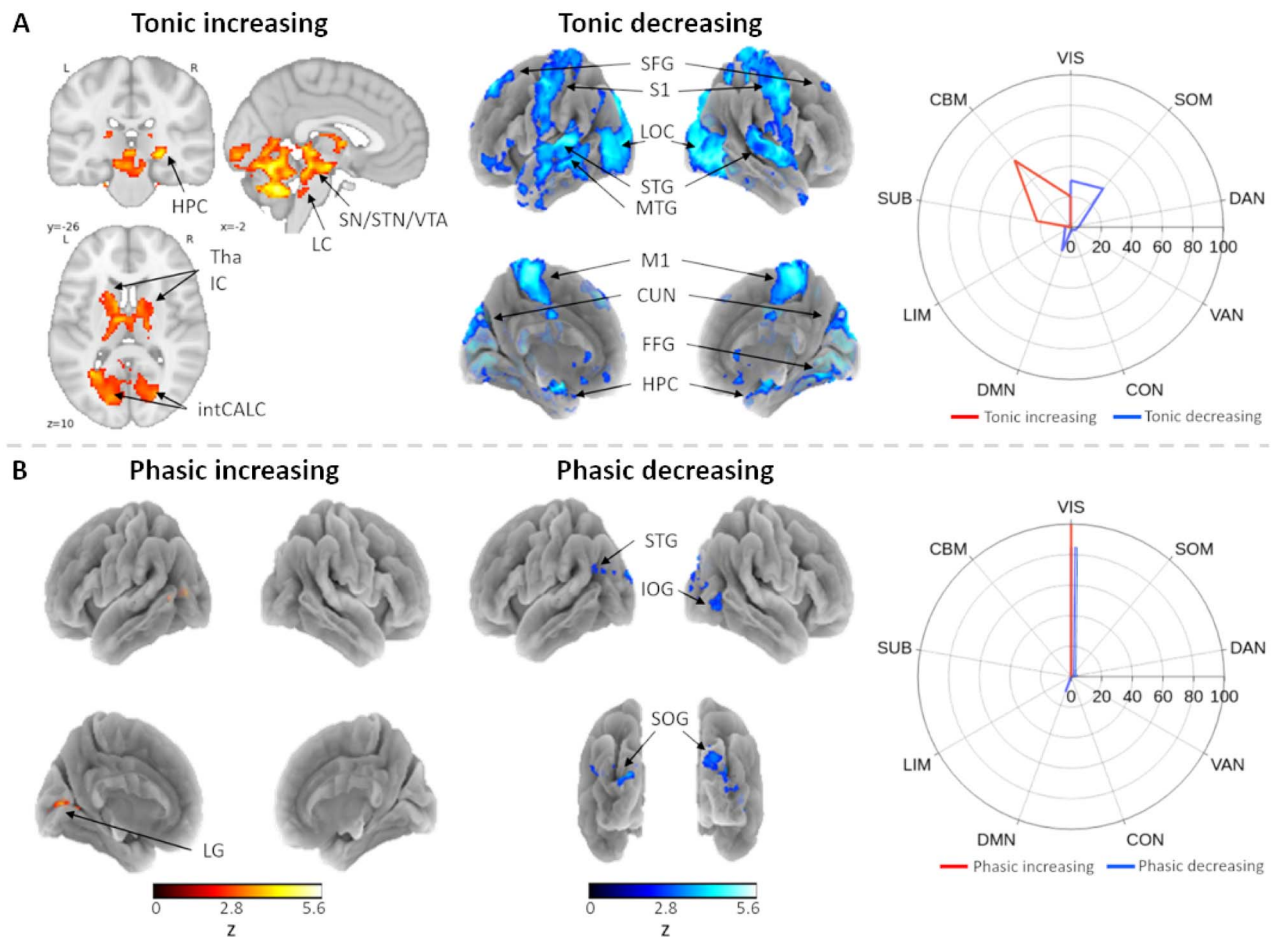 A
Tonic increasing
Tonic decreasing
L
R
HPC
y=-26
x=-2
SN/STN/VTA
LC
L
R
Tha
IC
intCALC
z=10
SFG
S1
LOC
STG
MTG
M1
CUN
FFG
HPC
VIS
CBM
SOM
SUB
DAN
0 20 40 60 80 100
LIM
VAN
DMN
CON
Tonic increasing
Tonic decreasing
B
Phasic increasing
Phasic decreasing
LG
STG
IOG
SOG
VIS
CBM
SOM
SUB
DAN
0 20 40 60 80 100
LIM
VAN
DMN
CON
Phasic increasing
Phasic decreasing
0 2.8 5.6
z
0 2.8 5.6
z